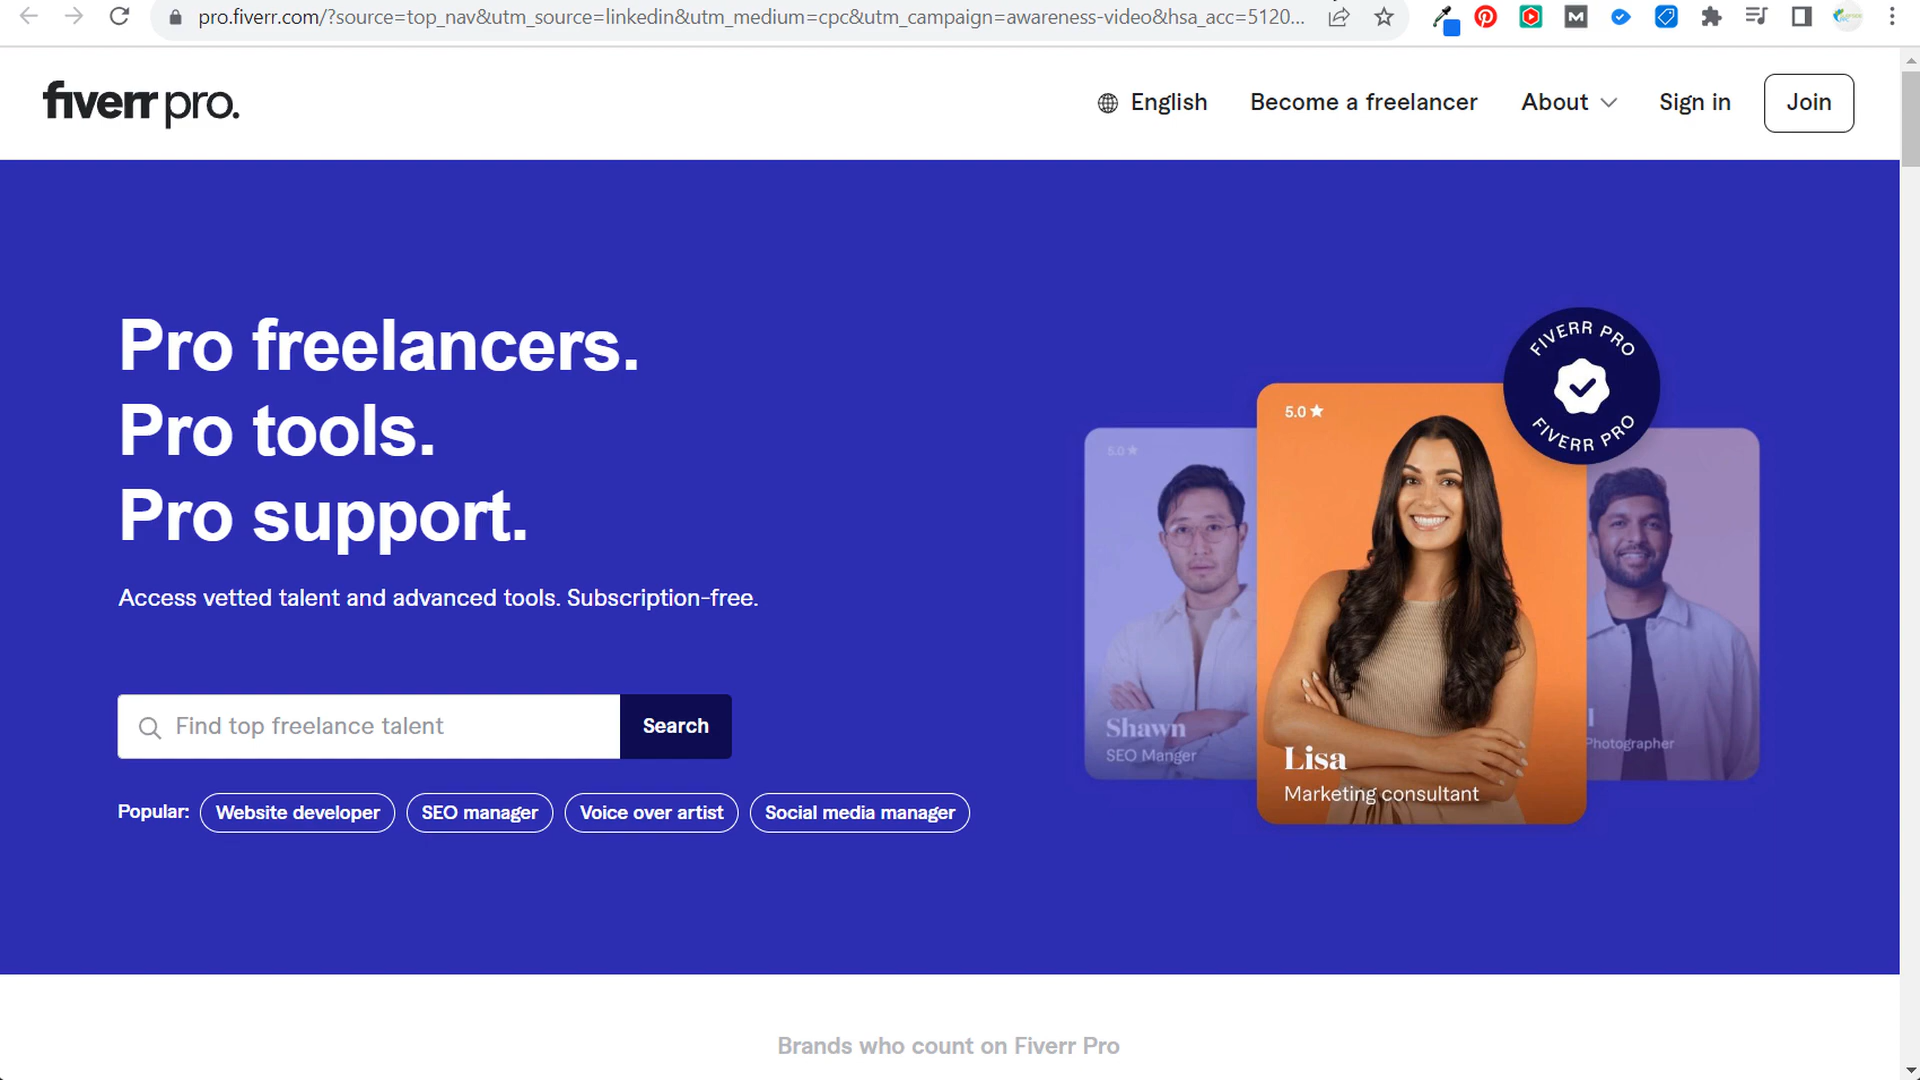 pro.fiverr.com/?source=top_nav&utm_source=linkedin&utm_medium=cpc&utm_campaign=awareness-video&hsa_acc=5120...
fiverr pro.
English
Become a freelancer
About
Sign in
Join
Pro freelancers.
Pro tools.
Pro support.
Access vetted talent and advanced tools. Subscription-free.
Find top freelance talent
Search
Popular:
Website developer
SEO manager
Voice over artist
Social media manager
FIVERR PRO
FIVERR PRO
5.0
5.0
Shawn
SEO Manger
Lisa
Marketing consultant
Photographer
Brands who count on Fiverr Pro